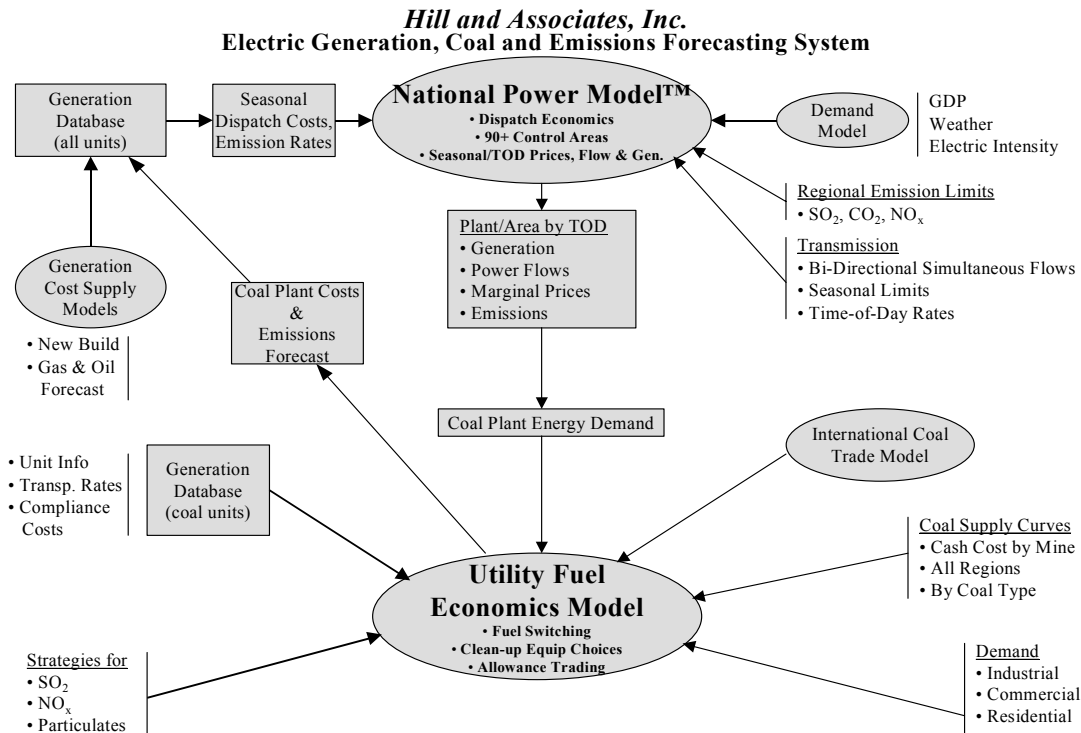 Hill and Associates, Inc.
Electric Generation, Coal and Emissions Forecasting System
Generation
Database
(all units)
Seasonal
Dispatch Costs,
Emission Rates
National Power Model™
• Dispatch Economics
• 90+ Control Areas
• Seasonal/TOD Prices, Flow & Gen.
Demand
Model
GDP
Weather
Electric Intensity
Regional Emission Limits
• SO₂, CO₂, NOₓ
Transmission
• Bi-Directional Simultaneous Flows
• Seasonal Limits
• Time-of-Day Rates
Plant/Area by TOD
• Generation
• Power Flows
• Marginal Prices
• Emissions
Generation
Cost Supply
Models
• New Build
• Gas & Oil
Forecast
Coal Plant Costs
&
Emissions
Forecast
Coal Plant Energy Demand
International Coal
Trade Model
• Unit Info
• Transp. Rates
• Compliance
Costs
Generation
Database
(coal units)
Coal Supply Curves
• Cash Cost by Mine
• All Regions
• By Coal Type
Utility Fuel
Economics Model
• Fuel Switching
• Clean-up Equip Choices
• Allowance Trading
Strategies for
• SO₂
• NOₓ
• Particulates
Demand
• Industrial
• Commercial
• Residential